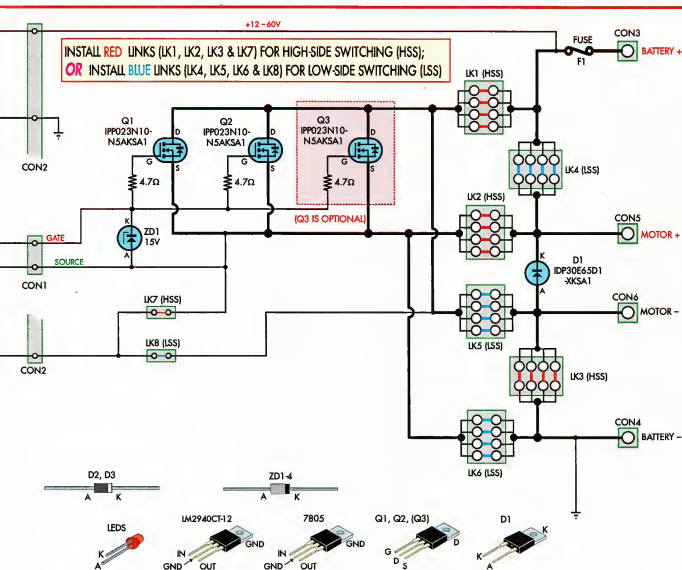 +12 – 60V
INSTALL RED LINKS (LK1, LK2, LK3 & LK7) FOR HIGH-SIDE SWITCHING (HSS);
OR INSTALL BLUE LINKS (LK4, LK5, LK6 & LK8) FOR LOW-SIDE SWITCHING (LSS)
FUSE
F1
CON3
BATTERY +
LK1 (HSS)
Q1
IPP023N10-
N5AKSA1
D
G
S
4.7Ω
Q2
IPP023N10-
N5AKSA1
D
G
S
4.7Ω
Q3
IPP023N10-
N5AKSA1
D
G
S
4.7Ω
(Q3 IS OPTIONAL)
CON2
LK4 (LSS)
LK2 (HSS)
CON5
MOTOR +
K
ZD1
15V
A
GATE
SOURCE
CON1
K
D1
IDP30E65D1
-XKSA1
A
LK7 (HSS)
LK8 (LSS)
CON2
LK5 (LSS)
CON6
MOTOR –
LK3 (HSS)
CON4
BATTERY –
LK6 (LSS)
D2, D3
A
K
ZD1-4
A
K
LEDS
K
A
LM2940CT-12
IN
GND
OUT
GND
7805
IN
GND
OUT
GND
Q1, Q2, (Q3)
G
D
S
D
D1
K
A
K